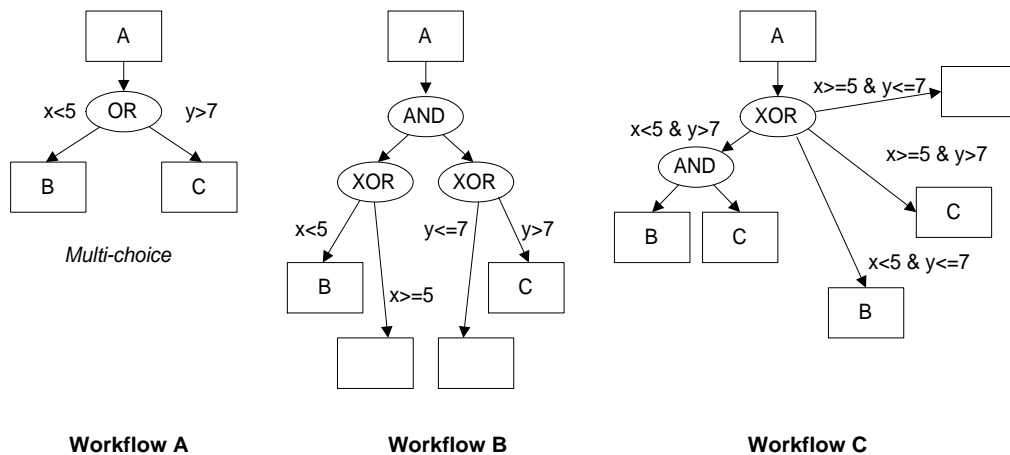 A
OR
x<5
y>7
B
C
Multi-choice
Workflow A
A
AND
XOR
XOR
x<5
y<=7
y>7
B
x>=5
C
Workflow B
A
x>=5 & y<=7
XOR
x<5 & y>7
AND
x>=5 & y>7
B
C
C
x<5 & y<=7
B
Workflow C